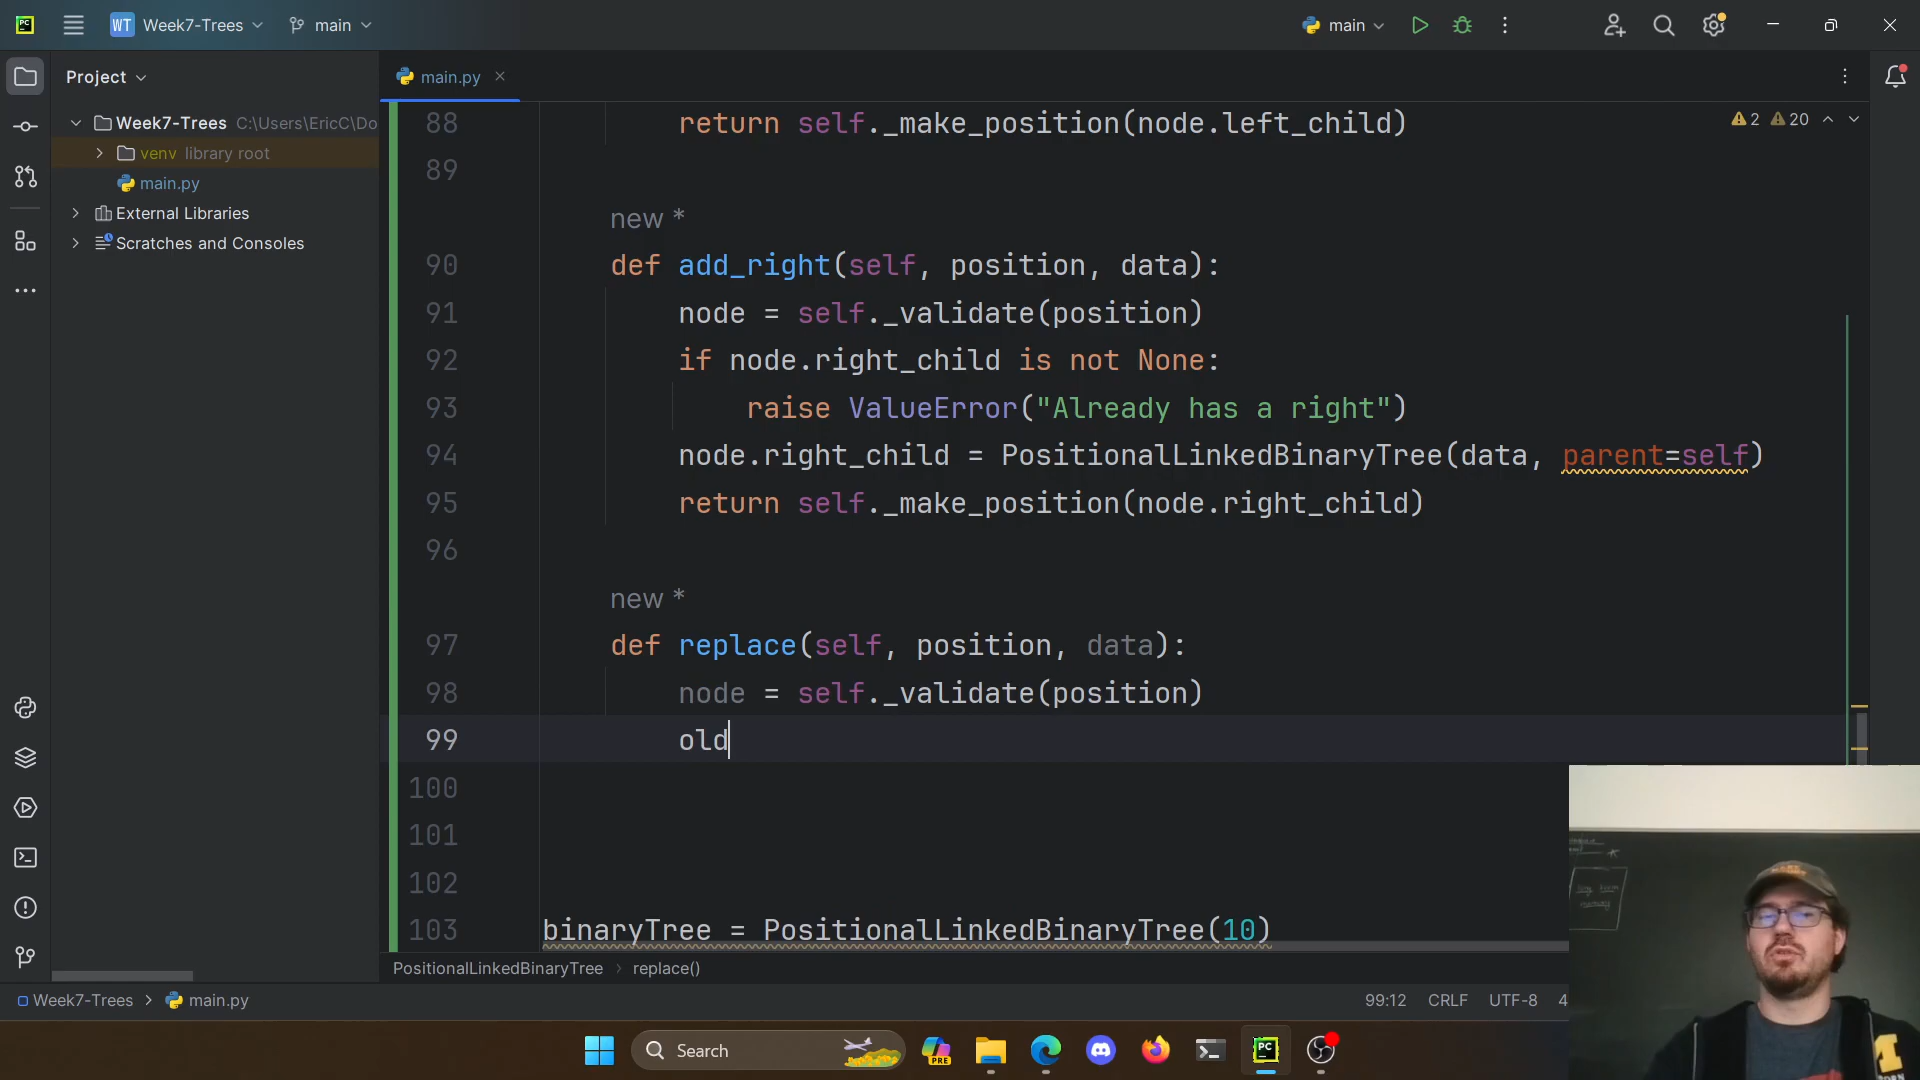 PC
WT Week7-Trees
main
main
Project
main.py
Week7-Trees C:\Users\EricC\Do
venv library root
main.py
External Libraries
Scratches and Consoles
2
20
88 return self._make_position(node.left_child)
89
new *
90 def add_right(self, position, data):
91 node = self._validate(position)
92 if node.right_child is not None:
93 raise ValueError("Already has a right")
94 node.right_child = PositionalLinkedBinaryTree(data, parent=self)
95 return self._make_position(node.right_child)
96
new *
97 def replace(self, position, data):
98 node = self._validate(position)
99 old
100
101
102
103 binaryTree = PositionalLinkedBinaryTree(10)
PositionalLinkedBinaryTree > replace()
Week7-Trees > main.py
99:12 CRLF UTF-8 4
Search
PRE
PC